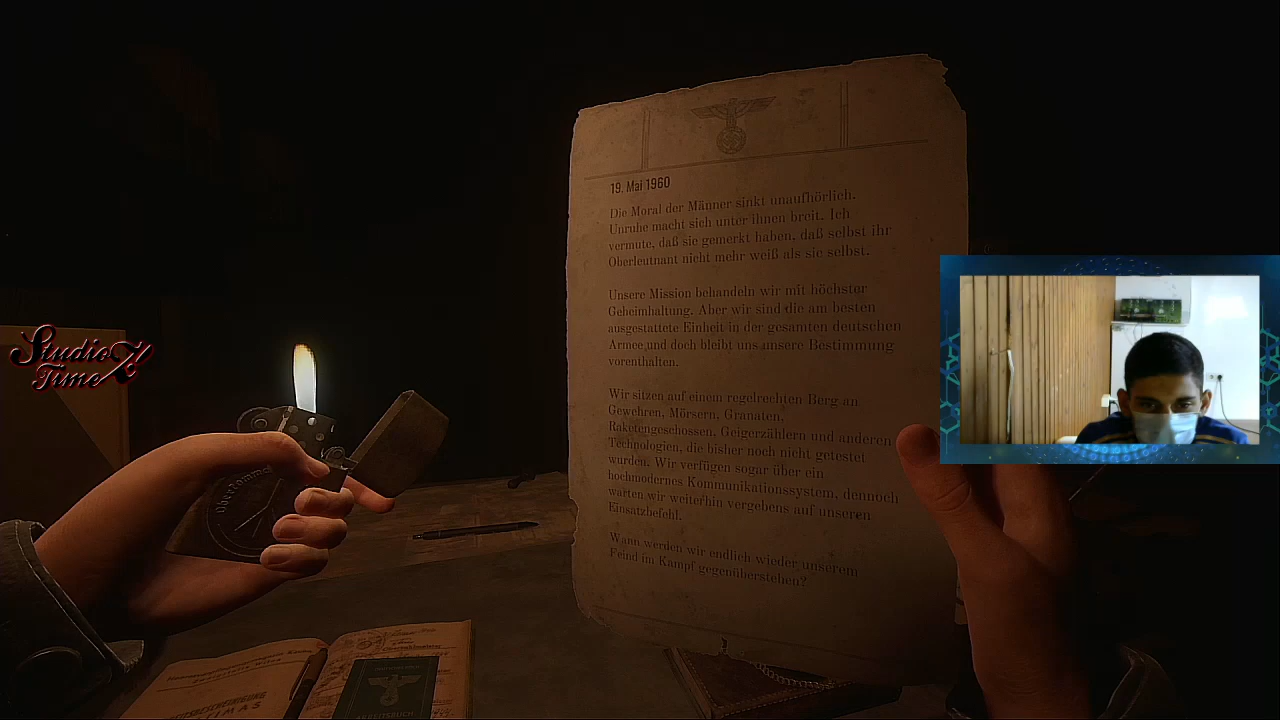 19. Mai 1960
Die Moral der Männer sinkt unaufhörlich.
Unruhe macht sich unter ihnen breit. Ich
vermute, daß sie gemerkt haben, daß selbst ihr
Oberleutnant nicht mehr weiß als sie selbst.
Unsere Mission behandeln wir mit höchster
Geheimhaltung. Aber wir sind die am besten
ausgestattete Einheit in der gesamten deutschen
Armee und doch bleibt uns unsere Bestimmung
vorenthalten.
Wir sitzen auf einem regelrechten Berg an
Gewehren, Mörsern, Granaten,
Raketengeschossen, Geigerzählern und anderen
Technologien, die bisher noch nicht getestet
wurden. Wir verfügen sogar über ein
hochmodernes Kommunikationssystem, dennoch
warten wir weiterhin vergebens auf unseren
Einsatzbefehl.
Wann werden wir endlich wieder unserem
Feind im Kampf gegenüberstehen?
Studio X
Time
ARBEITSBUCH